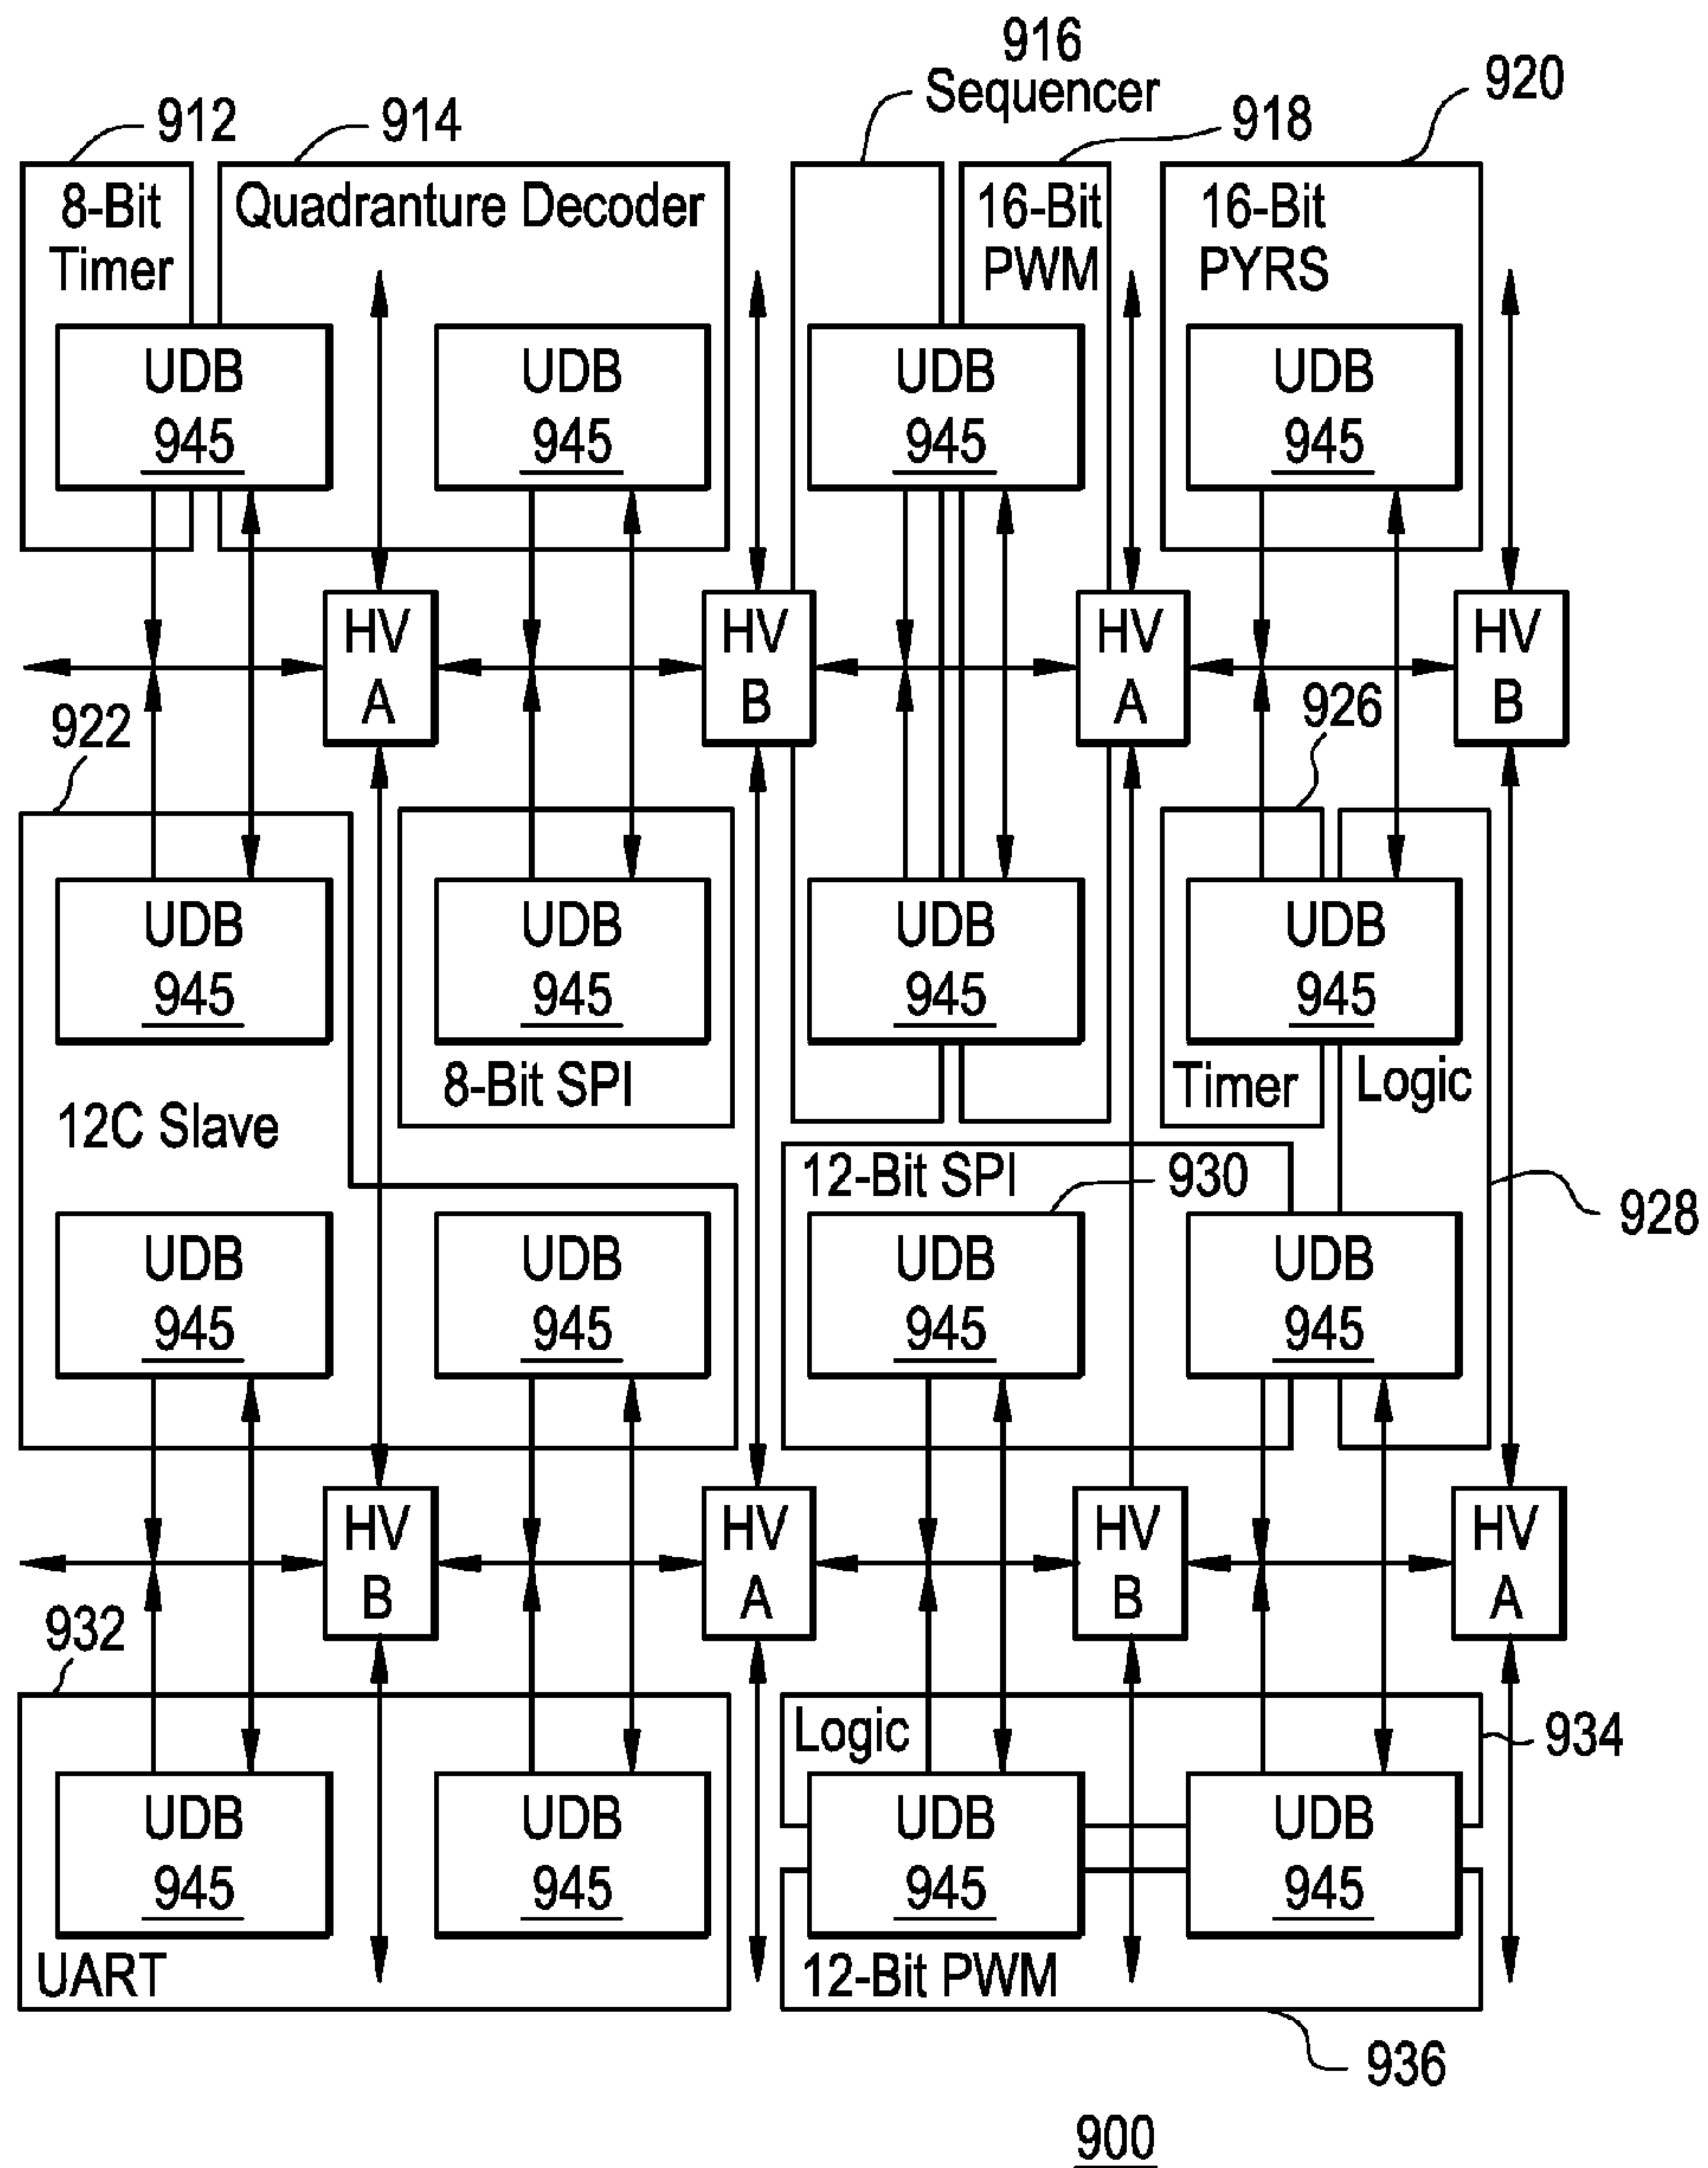 916
Sequencer
920
912
914
918
8-Bit
Timer
Quadranture Decoder
16-Bit
PWM
16-Bit
PYRS
UDB
945
UDB
945
UDB
945
UDB
945
HV
A
HV
B
HV
A
HV
B
922
926
UDB
945
UDB
945
UDB
945
UDB
945
8-Bit SPI
Timer
Logic
12C Slave
12-Bit SPI
930
928
UDB
945
UDB
945
UDB
945
UDB
945
HV
B
HV
A
HV
B
HV
A
932
Logic
934
UDB
945
UDB
945
UDB
945
UDB
945
UART
12-Bit PWM
936
900